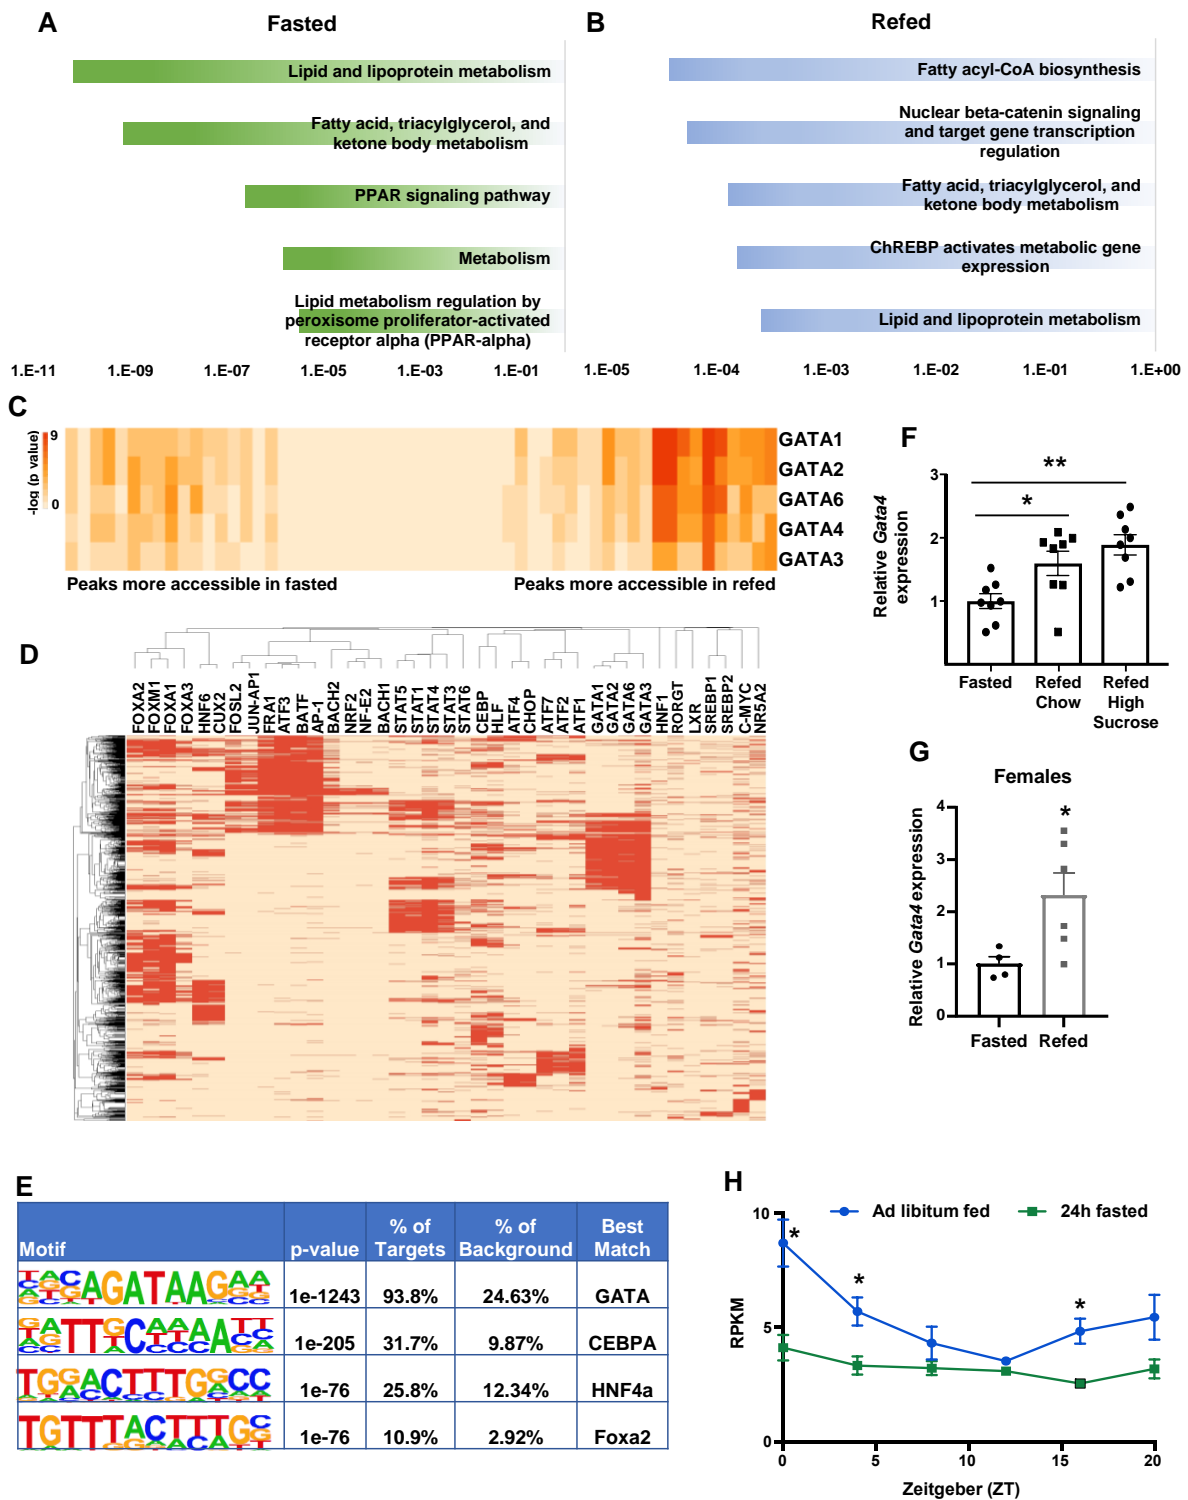 A
Fasted
Lipid and lipoprotein metabolism
Fatty acid, triacylglycerol, and
ketone body metabolism
PPAR signaling pathway
Metabolism
Lipid metabolism regulation by
peroxisome proliferator-activated
receptor alpha (PPAR-alpha)
1.E-11 1.E-09 1.E-07 1.E-05 1.E-03 1.E-01
B
Refed
Fatty acyl-CoA biosynthesis
Nuclear beta-catenin signaling
and target gene transcription
regulation
Fatty acid, triacylglycerol, and
ketone body metabolism
ChREBP activates metabolic gene
expression
Lipid and lipoprotein metabolism
1.E-05 1.E-04 1.E-03 1.E-02 1.E-01 1.E+00
C
-log (p value)
9
0
GATA1
GATA2
GATA6
GATA4
GATA3
Peaks more accessible in fasted
Peaks more accessible in refed
D
FOXA2
FOXM1
FOXA1
FOXA3
HNF6
CUX2
FOSL2
JUN-AP1
FRA1
ATF3
BATF
AP-1
BACH2
NRF2
NF-E2
BACH1
STAT5
STAT1
STAT4
STAT3
STAT6
CEBP
HLF
ATF4
CHOP
ATF7
ATF2
ATF1
GATA1
GATA2
GATA6
GATA3
HNF1
RORGT
LXR
SREBP1
SREBP2
C-MYC
NR5A2
E
Motif
p-value
% of
Targets
% of
Background
Best
Match
AGATAAG 1e-1243 93.8% 24.63% GATA
1e-205 31.7% 9.87% CEBPA
1e-76 25.8% 12.34% HNF4a
1e-76 10.9% 2.92% Foxa2
F
Relative Gata4
expression
3
2
1
*
**
Fasted
Refed
Chow
Refed
High
Sucrose
G
Females
Relative Gata4 expression
4
3
2
1
0
*
Fasted Refed
H
Ad libitum fed
24h fasted
RPKM
10
5
0
*
*
*
0 5 10 15 20
Zeitgeber (ZT)